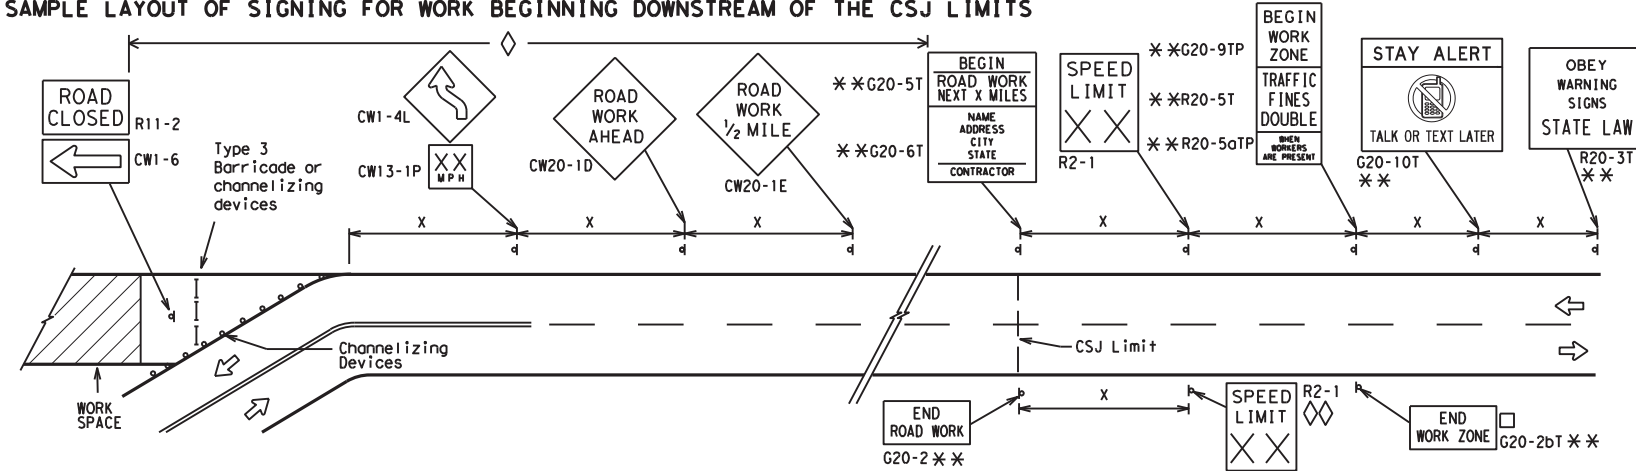 SAMPLE LAYOUT OF SIGNING FOR WORK BEGINNING DOWNSTREAM OF THE CSJ LIMITS
ROAD
CLOSED
R11-2
CW1-6
Type 3
Barricade or
channelizing
devices
CW1-4L
XX
MPH
CW13-1P
ROAD
WORK
AHEAD
CW20-1D
ROAD
WORK
1/2 MILE
CW20-1E
**G20-5T
**G20-6T
BEGIN
ROAD WORK
NEXT X MILES
NAME
ADDRESS
CITY
STATE
CONTRACTOR
SPEED
LIMIT
XX
R2-1
**G20-9TP
**R20-5T
**R20-5aTP
BEGIN
WORK
ZONE
TRAFFIC
FINES
DOUBLE
WHEN
WORKERS
ARE PRESENT
STAY ALERT
TALK OR TEXT LATER
G20-10T
**
OBEY
WARNING
SIGNS
STATE LAW
R20-3T
**
X
X
X
X
X
X
X
Channelizing
Devices
CSJ Limit
WORK
SPACE
END
ROAD WORK
G20-2 **
X
SPEED
LIMIT
XX
R2-1
END
WORK ZONE
G20-2bT **